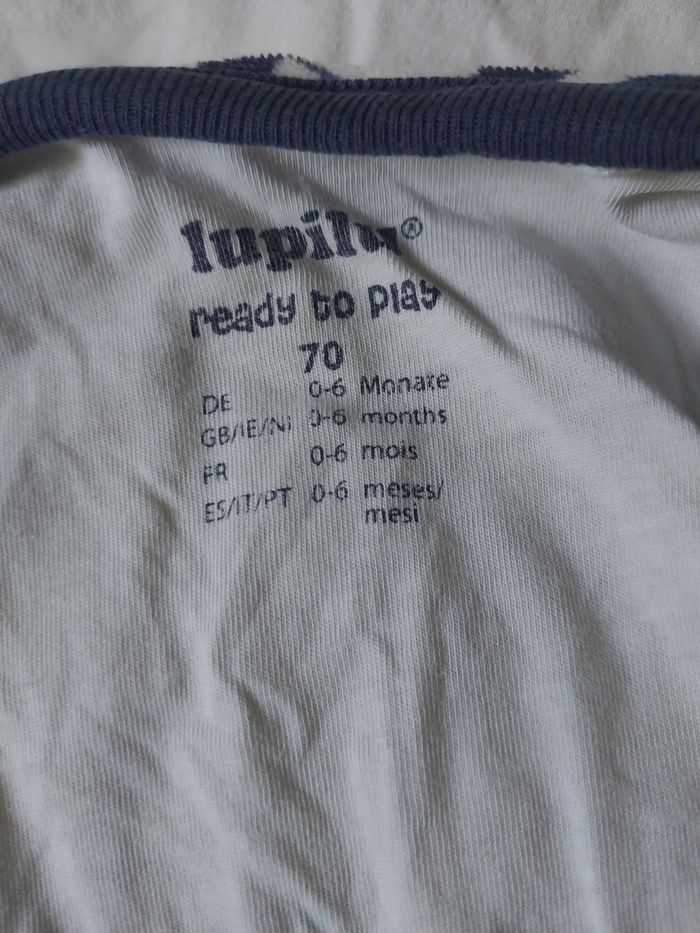 lupilu®
ready to play
70
DE 0-6 Monate
GB/IE/NI 0-6 months
FR 0-6 mois
ES/IT/PT 0-6 meses/
mesi